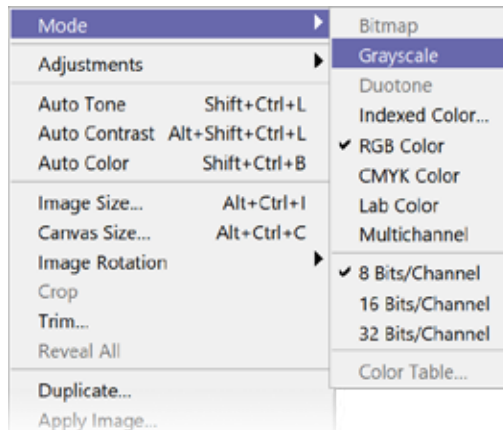 Mode
Adjustments
Auto Tone Shift+Ctrl+L
Auto Contrast Alt+Shift+Ctrl+L
Auto Color Shift+Ctrl+B
Image Size... Alt+Ctrl+I
Canvas Size... Alt+Ctrl+C
Image Rotation
Crop
Trim...
Reveal All
Duplicate...
Apply Image...
Bitmap
Grayscale
Duotone
Indexed Color...
✔ RGB Color
CMYK Color
Lab Color
Multichannel
✔ 8 Bits/Channel
16 Bits/Channel
32 Bits/Channel
Color Table...